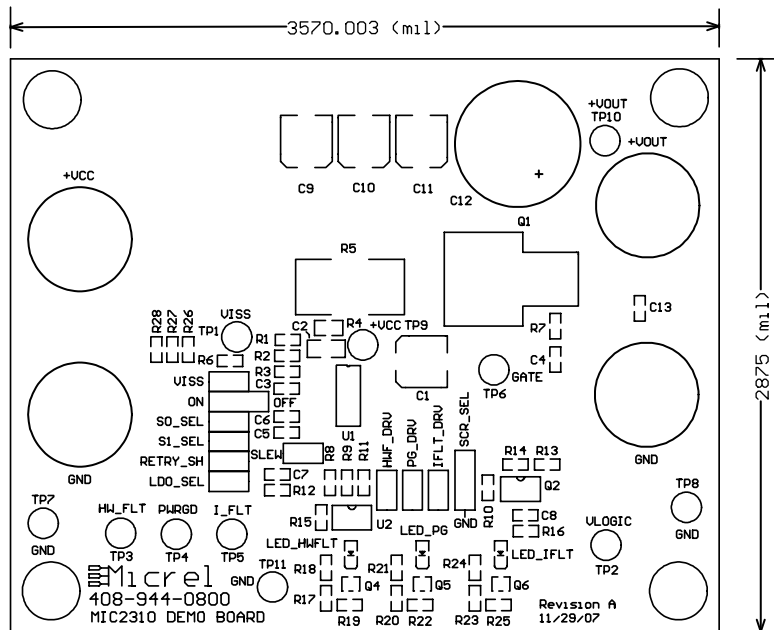 3570.003 (mil)
2875 (mil)
+VOUT
TP10
+VOUT
+VCC
C9
C10
C11
C12
+
Q1
R5
C13
R28
R27
R26
VISS
TP1
R1
C2
R4
+VCC
TP9
R7
R6
R2
R3
C3
C4
VISS
ON
OFF
C1
TP6
GATE
S0_SEL
C6
S1_SEL
C5
U1
RETRY_SH
SLEW
R8
R9
R11
HWF_DRV
PG_DRV
IFLT_DRV
SCR_SEL
R14
R13
LDO_SEL
C7
R12
GND
GND
R10
Q2
TP7
GND
HW_FLT
TP3
PWRGD
TP4
I_FLT
TP5
R15
U2
GND
C8
R16
TP8
GND
LED_HWFLT
LED_PG
LED_IFLT
VLOGIC
TP2
TP11
GND
R18
Q4
R21
Q5
R24
Q6
R17
R19
R20
R22
R23
R25
Micrel
408-944-0800
MIC2310 DEMO BOARD
Revision A
11/29/07